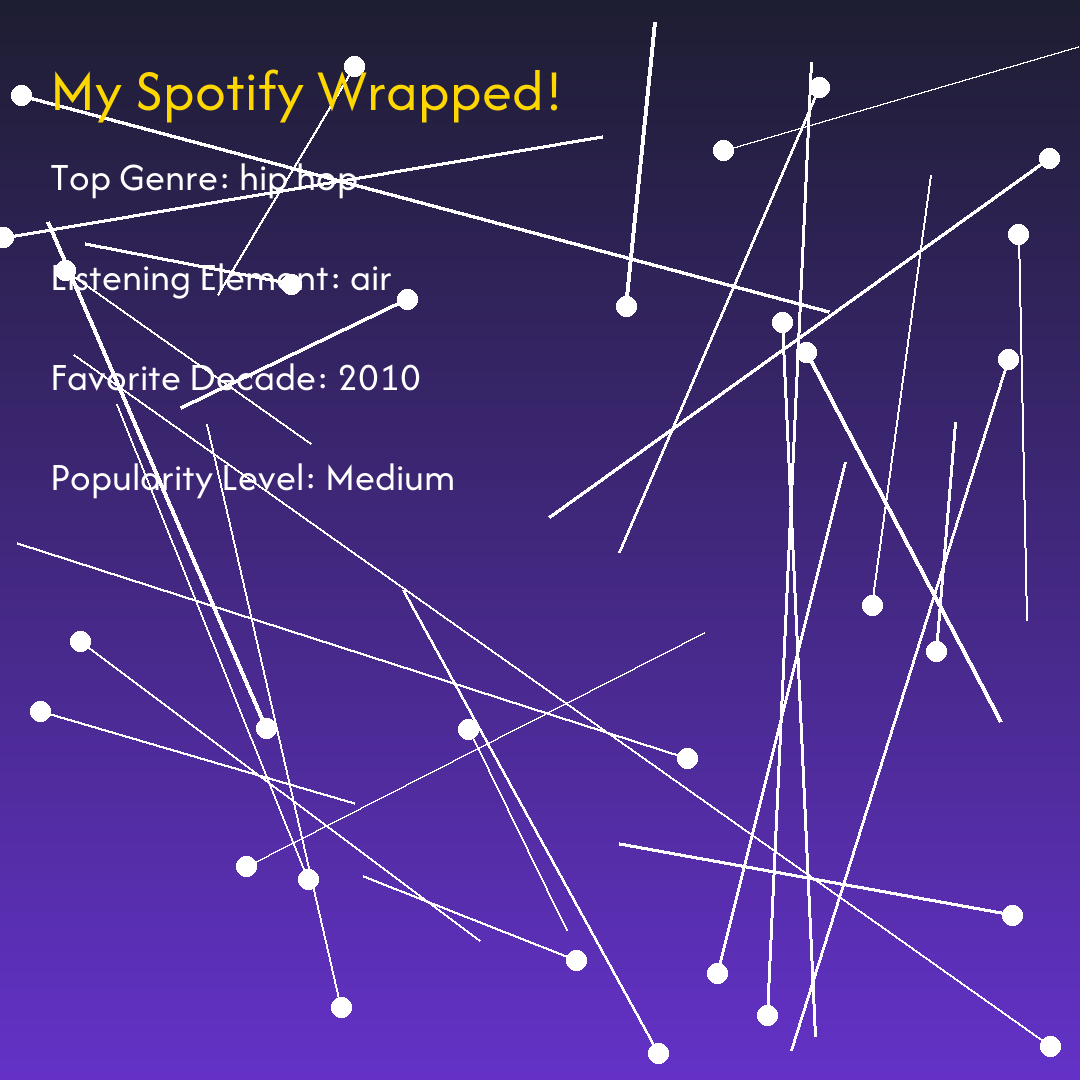 My Spotify Wrapped!
Top Genre: hip hop
Listening Element: air
Favorite Decade: 2010
Popularity Level: Medium